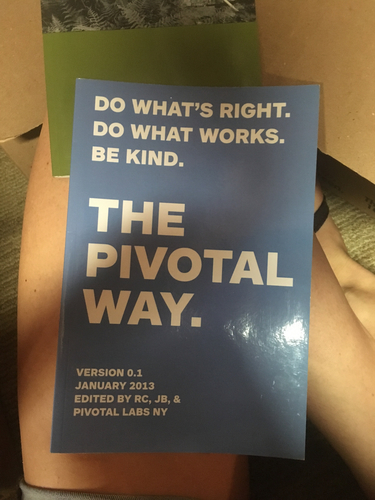 DO WHAT'S RIGHT.
DO WHAT WORKS.
BE KIND.
THE
PIVOTAL
WAY.
VERSION 0.1
JANUARY 2013
EDITED BY RC, JB, &
PIVOTAL LABS NY